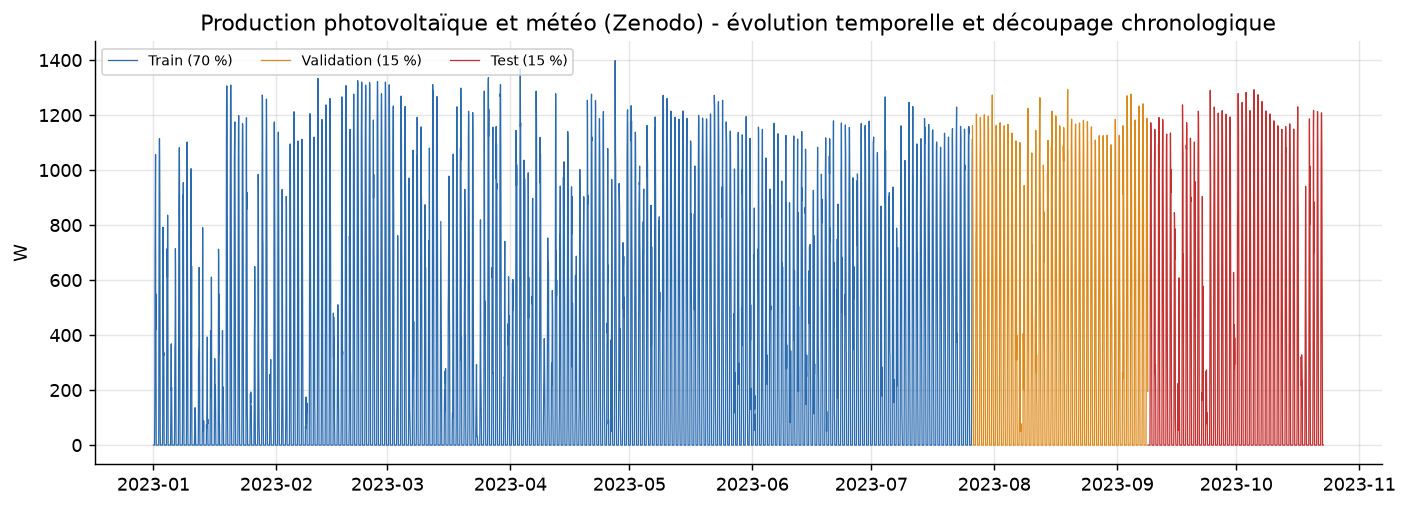 Production photovoltaïque et météo (Zenodo) - évolution temporelle et découpage chronologique
Train (70 %) Validation (15 %) Test (15 %)
1400
1200
1000
800
600
400
200
0
W
2023-01 2023-02 2023-03 2023-04 2023-05 2023-06 2023-07 2023-08 2023-09 2023-10 2023-11